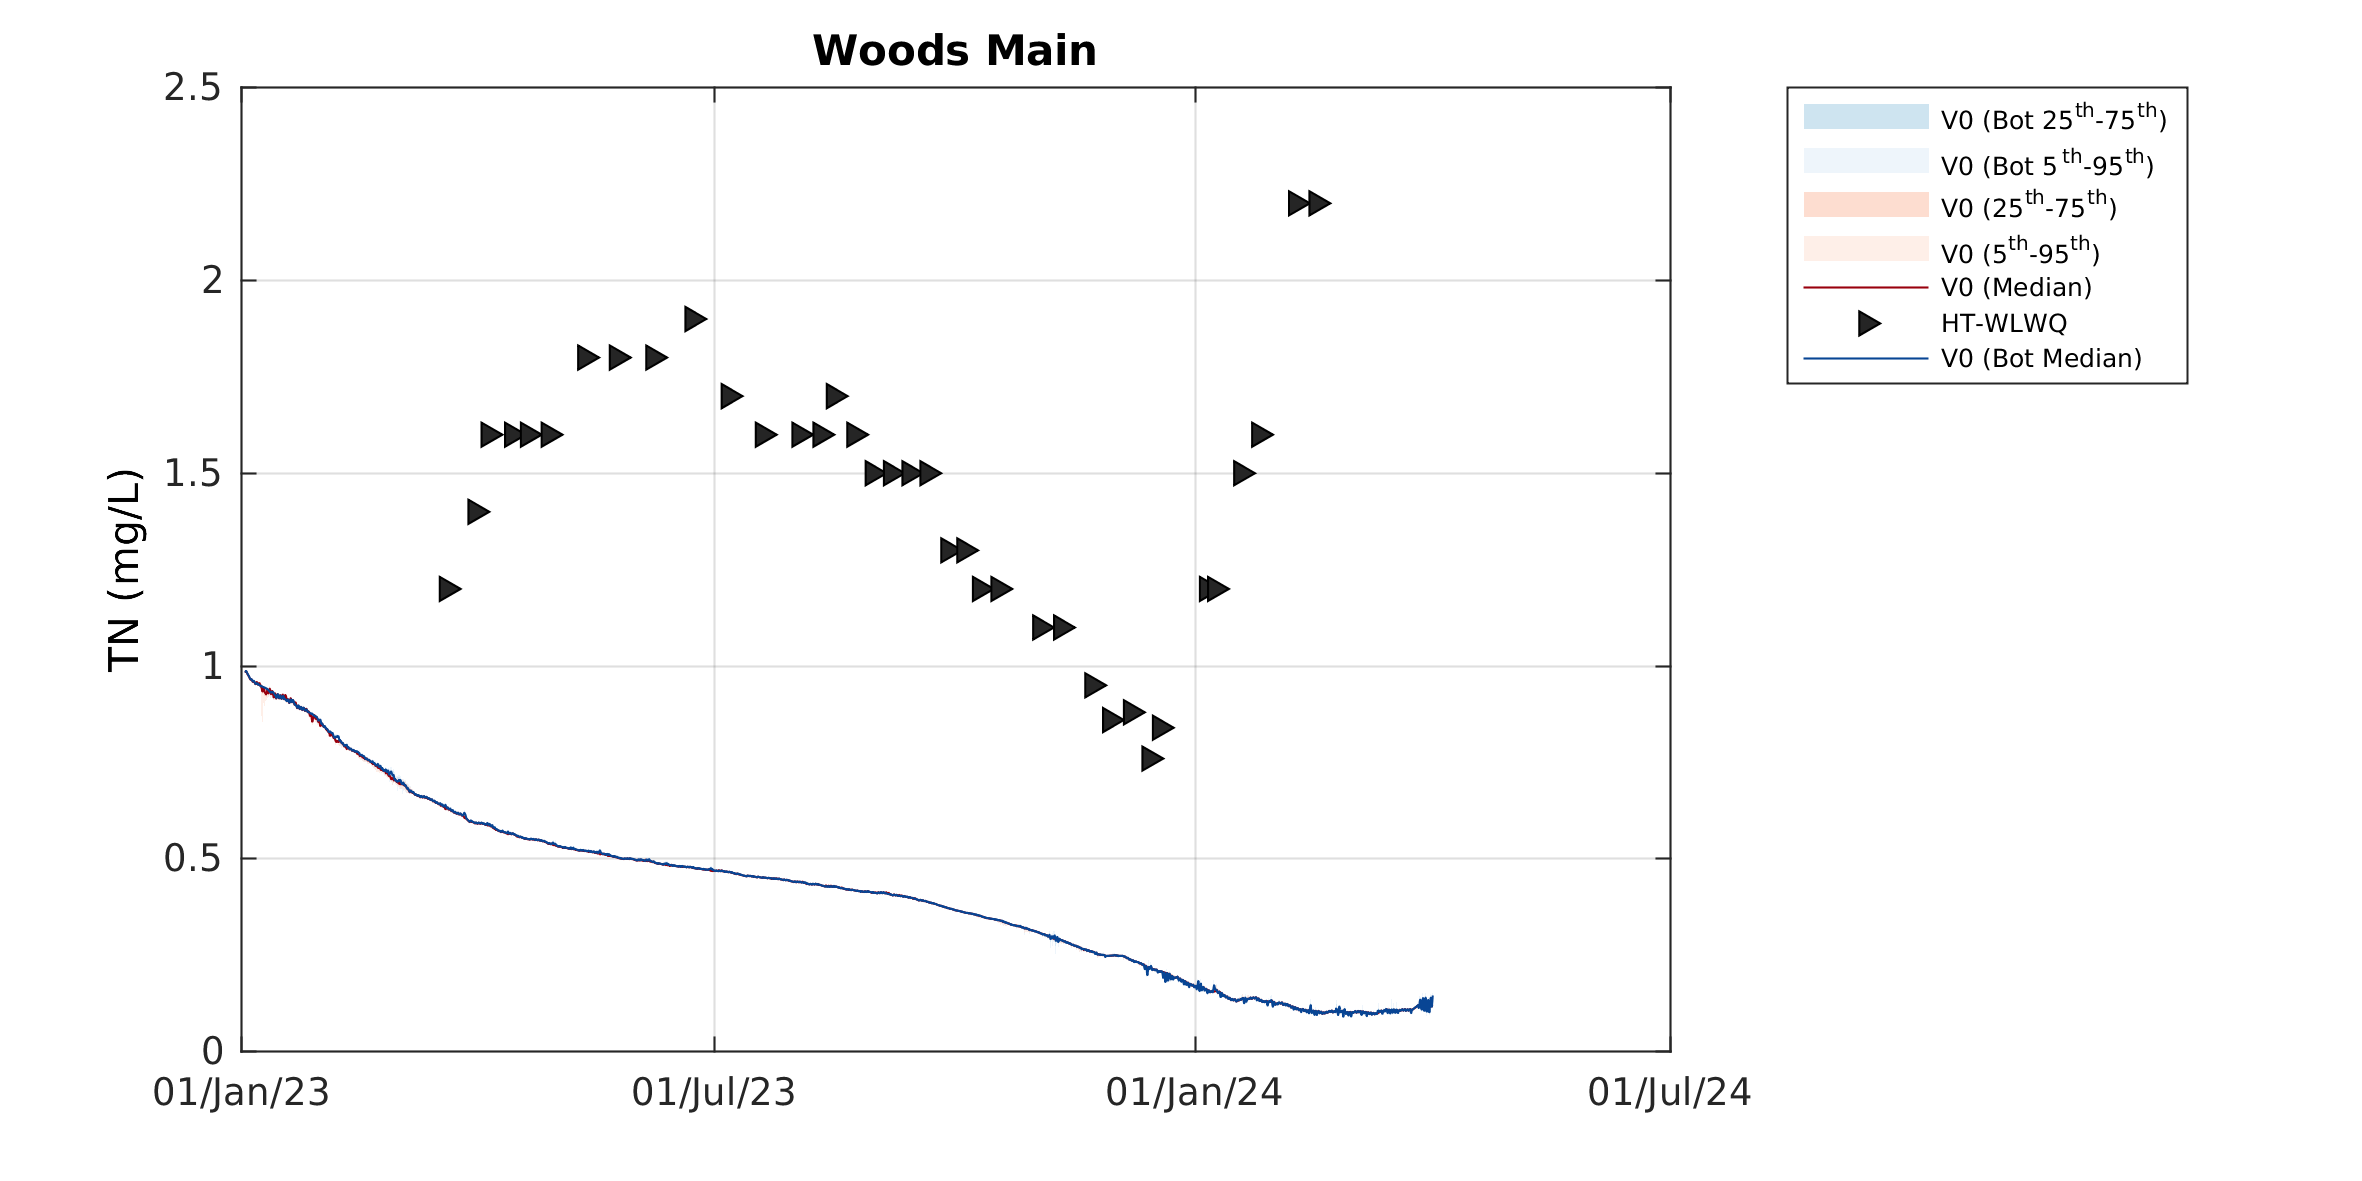 Woods Main
2.5
2
1.5
1
0.5
0
TN (mg/L)
01/Jan/23
01/Jul/23
01/Jan/24
01/Jul/24
V0 (Bot 25th-75th)
V0 (Bot 5th-95th)
V0 (25th-75th)
V0 (5th-95th)
V0 (Median)
HT-WLWQ
V0 (Bot Median)